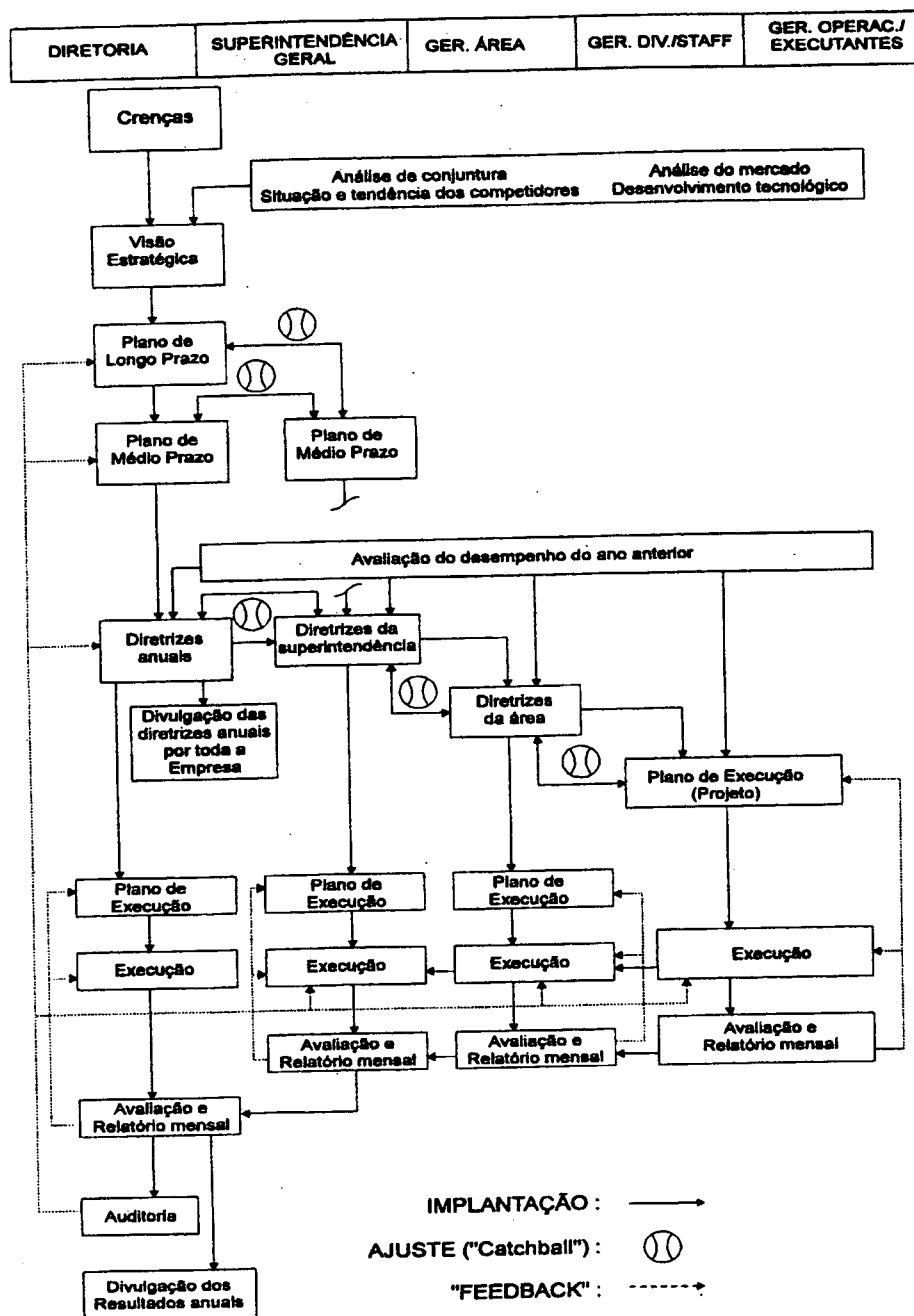 DIRETORIA
SUPERINTENDÊNCIA
GERAL
GER. ÁREA
GER. DIV./STAFF
GER. OPERAC./
EXECUTANTES
Crenças
Análise de conjuntura
Situação e tendência dos competidores
Análise do mercado
Desenvolvimento tecnológico
Visão
Estratégica
Plano de
Longo Prazo
Plano de
Médio Prazo
Plano de
Médio Prazo
Avaliação do desempenho do ano anterior
Diretrizes
anuais
Diretrizes da
superintendência
Divulgação das
diretrizes anuais
por toda a
Empresa
Diretrizes
da área
Plano de Execução
(Projeto)
Plano de
Execução
Plano de
Execução
Plano de
Execução
Execução
Execução
Execução
Execução
Avaliação e
Relatório mensal
Avaliação e
Relatório mensal
Avaliação e
Relatório mensal
Avaliação e
Relatório mensal
Auditoria
Divulgação dos
Resultados anuais
IMPLANTAÇÃO :
AJUSTE ("Catchball") :
"FEEDBACK" :